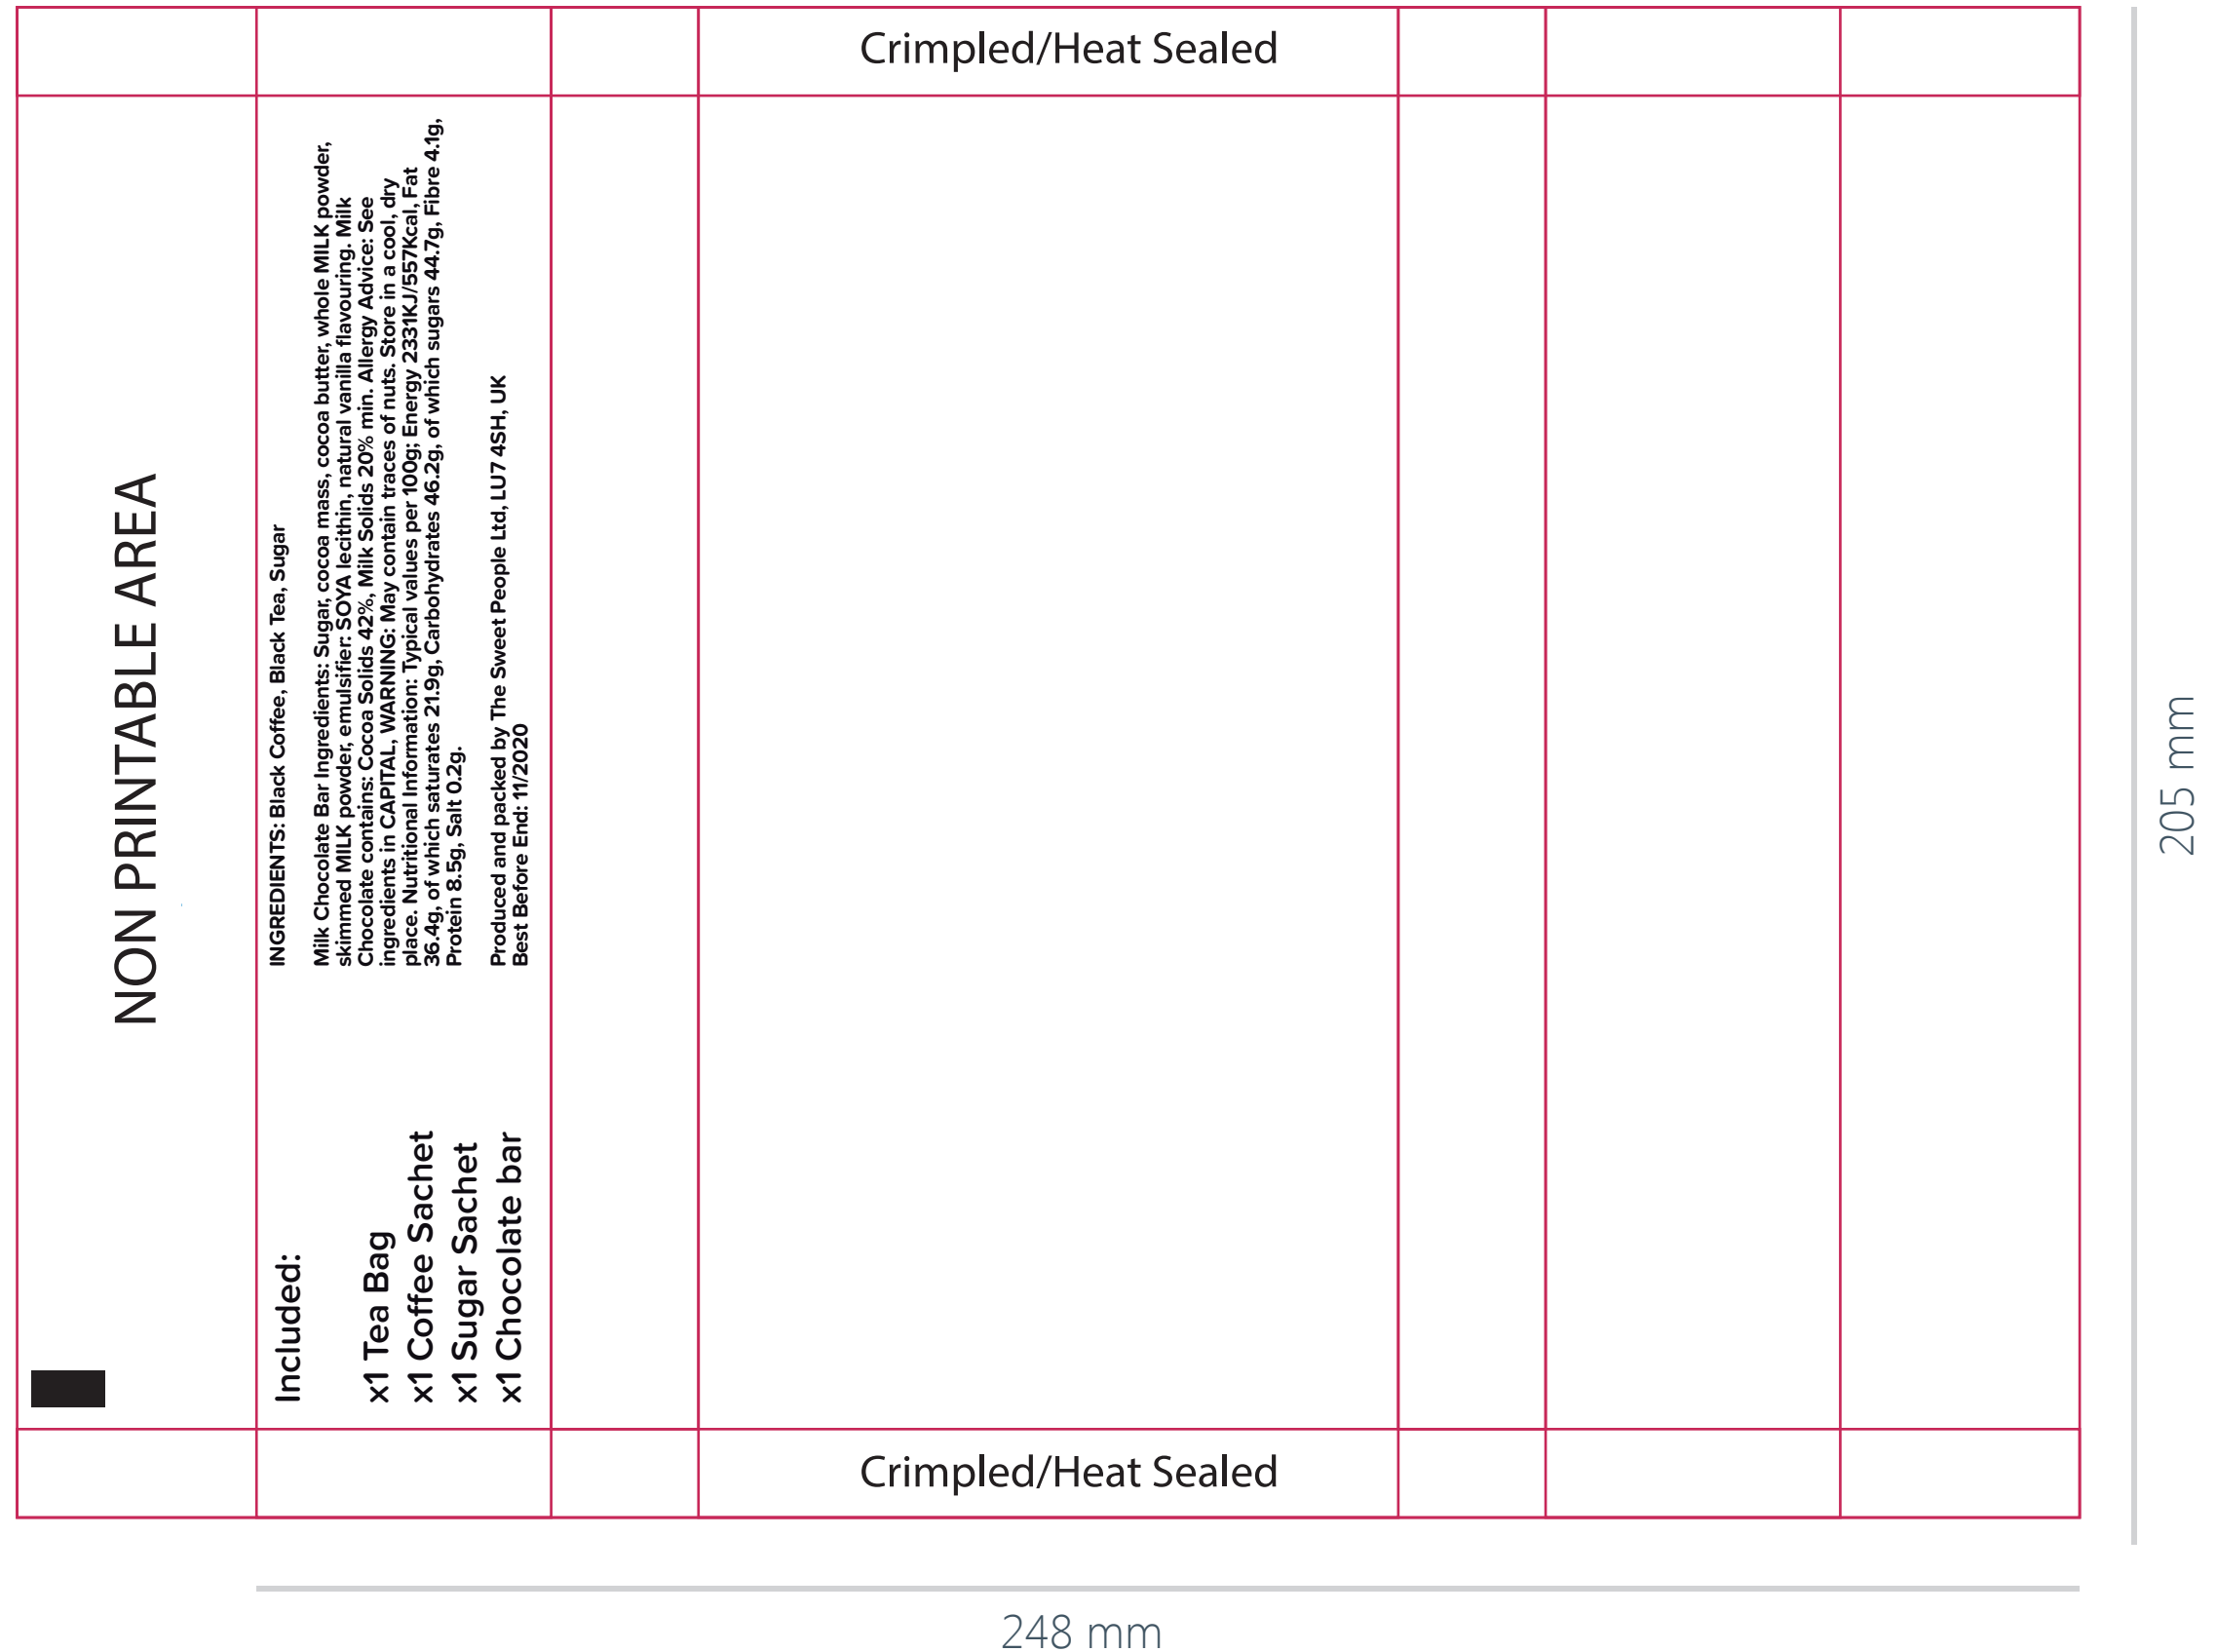 Crimpled/Heat Sealed
NON PRINTABLE AREA
INGREDIENTS: Black Coffee, Black Tea, Sugar
Milk Chocolate Bar Ingredients: Sugar, cocoa mass, cocoa butter, whole MILK powder,
skimmed MILK powder, emulsifier: SOYA lecithin, natural vanilla flavouring. Milk
Chocolate contains: Cocoa Solids 42%, Milk Solids 20% min. Allergy Advice: See
ingredients in CAPITAL, WARNING: May contain traces of nuts. Store in a cool, dry
place. Nutritional Information: Typical values per 100g; Energy 2331KJ/557Kcal, Fat
36.4g, of which saturates 21.9g, Carbohydrates 46.2g, of which sugars 44.7g, Fibre 4.1g,
Protein 8.5g, Salt 0.2g.
Produced and packed by The Sweet People Ltd, LU7 4SH, UK
Best Before End: 11/2020
Included:
x1 Tea Bag
x1 Coffee Sachet
x1 Sugar Sachet
x1 Chocolate bar
Crimpled/Heat Sealed
205 mm
248 mm